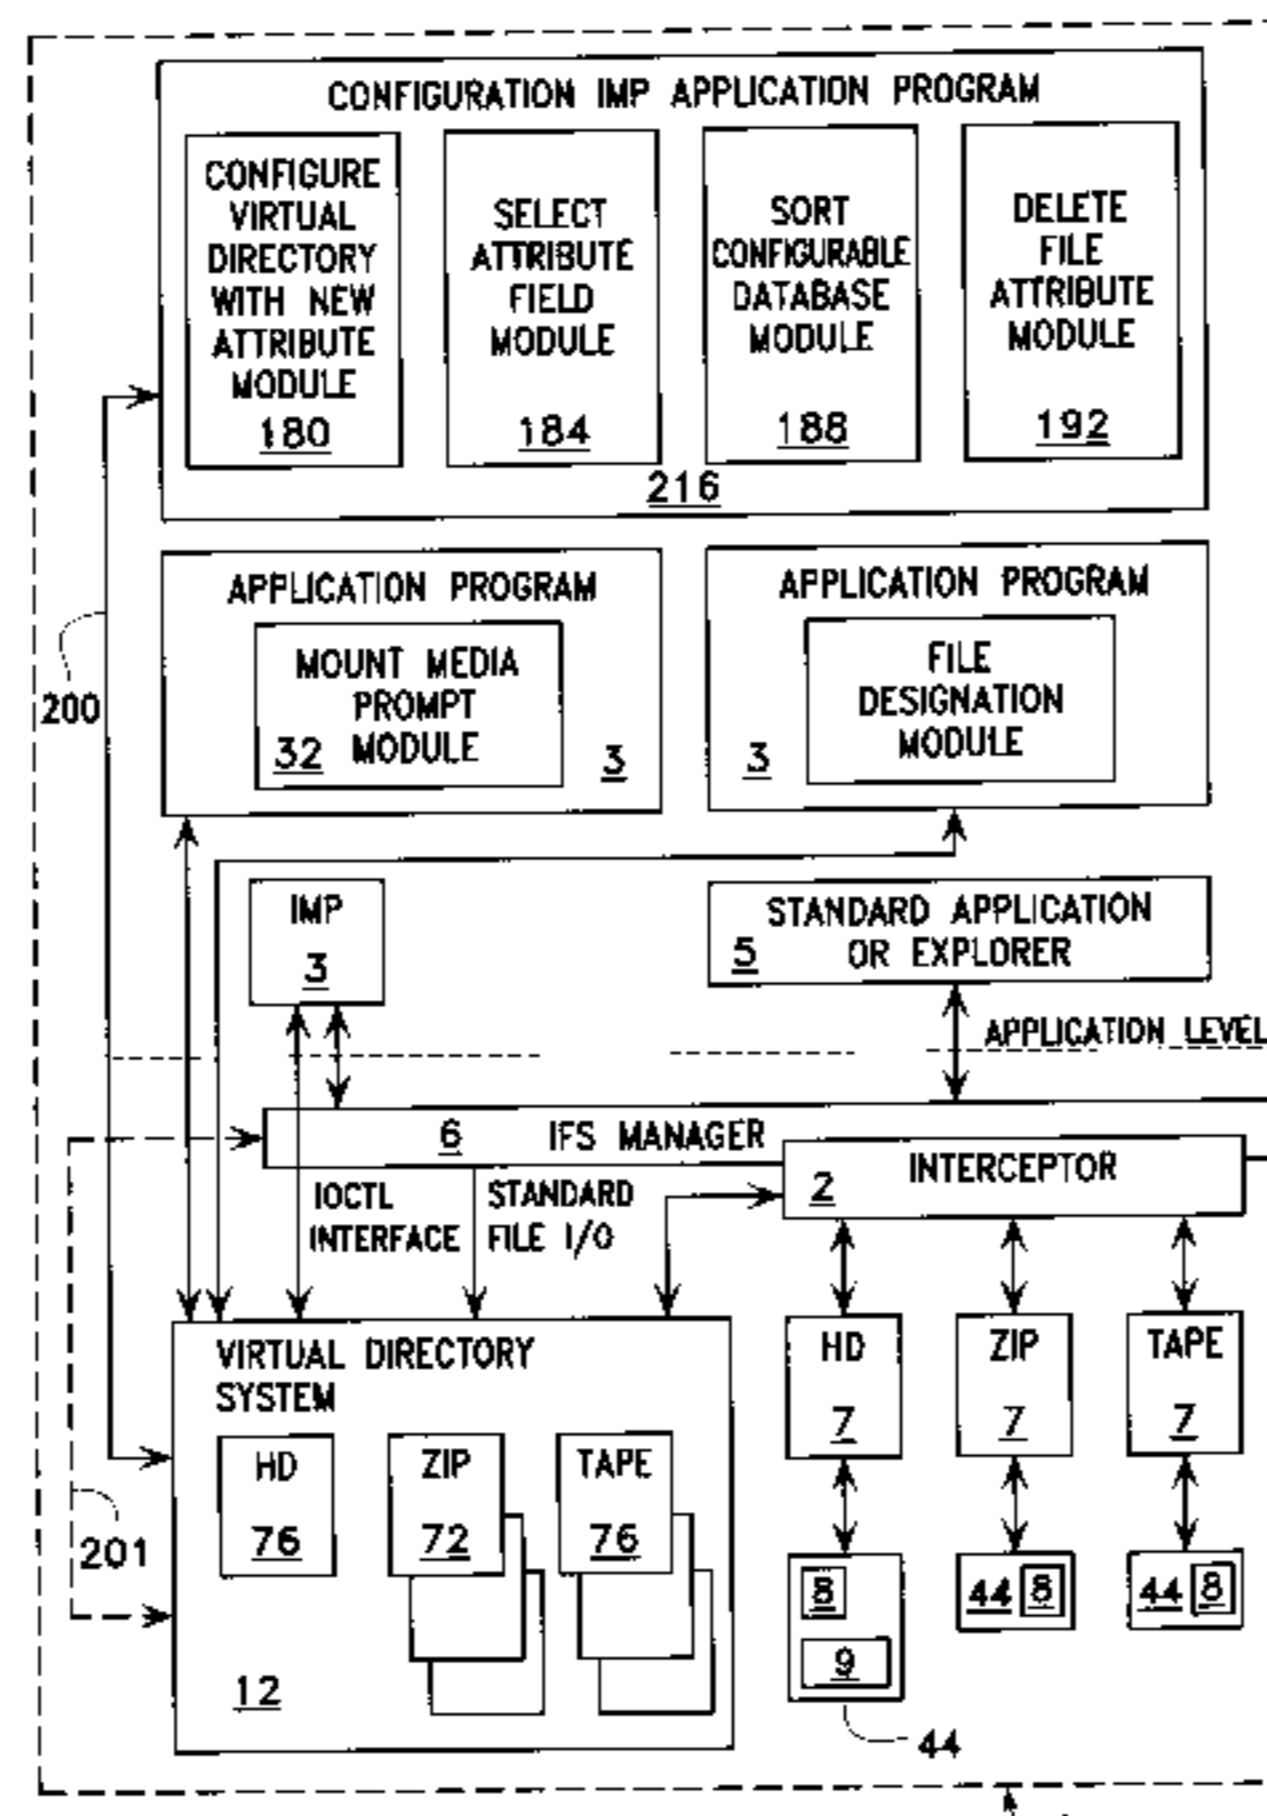 CONFIGURATION IMP APPLICATION PROGRAM
CONFIGURE
VIRTUAL
DIRECTORY
WITH NEW
ATTRIBUTE
MODULE
180
SELECT
ATTRIBUTE
FIELD
MODULE
184
SORT
CONFIGURABLE
DATABASE
MODULE
188
DELETE
FILE
ATTRIBUTE
MODULE
192
216
APPLICATION PROGRAM
MOUNT MEDIA
PROMPT
32 MODULE
3
APPLICATION PROGRAM
FILE
DESIGNATION
MODULE
3
200
IMP
3
STANDARD APPLICATION
5 OR EXPLORER
APPLICATION LEVEL
6 IFS MANAGER
INTERCEPTOR
2
IOCTL
INTERFACE
STANDARD
FILE I/O
VIRTUAL DIRECTORY
SYSTEM
HD
76
ZIP
72
TAPE
76
12
201
HD
7
ZIP
7
TAPE
7
8
9
44
44 8
44 8